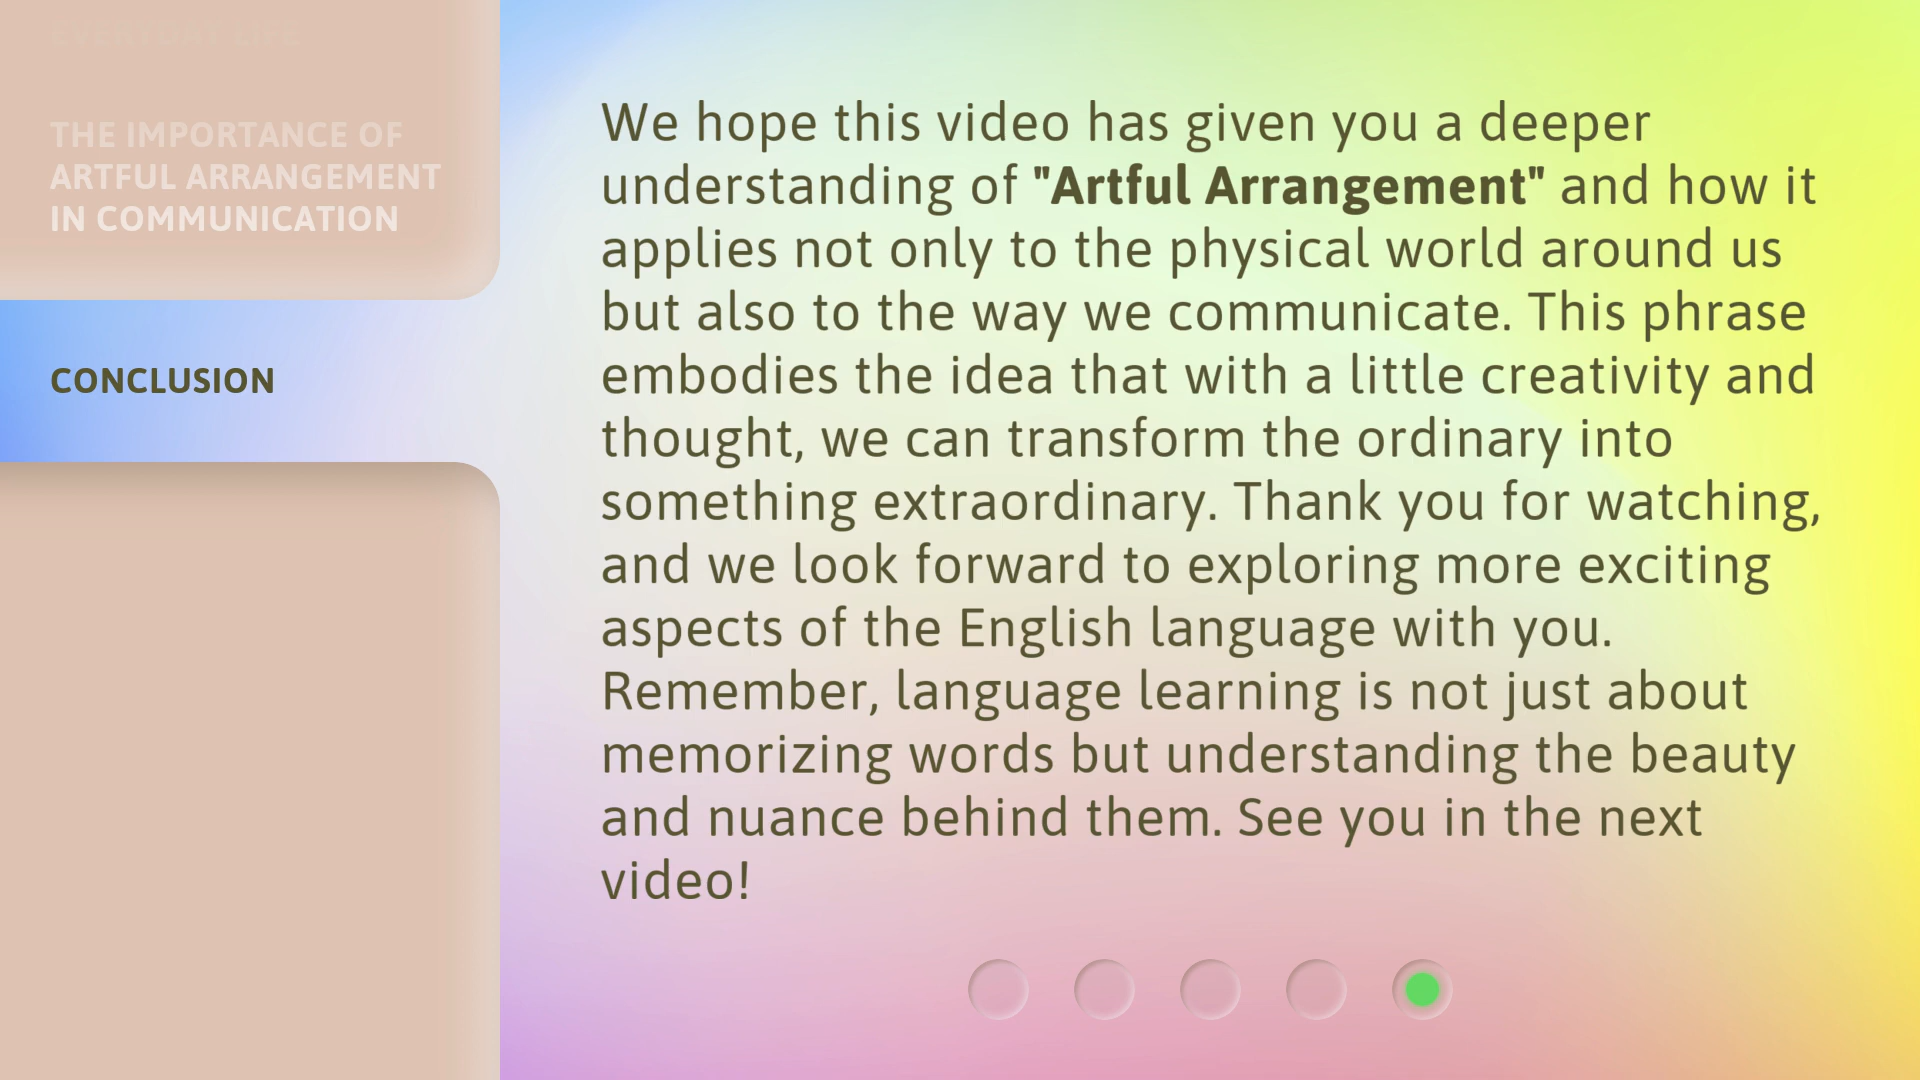 EVERYDAY LIFE
THE IMPORTANCE OF
ARTFUL ARRANGEMENT
IN COMMUNICATION
CONCLUSION
We hope this video has given you a deeper
understanding of "Artful Arrangement" and how it
applies not only to the physical world around us
but also to the way we communicate. This phrase
embodies the idea that with a little creativity and
thought, we can transform the ordinary into
something extraordinary. Thank you for watching,
and we look forward to exploring more exciting
aspects of the English language with you.
Remember, language learning is not just about
memorizing words but understanding the beauty
and nuance behind them. See you in the next
video!